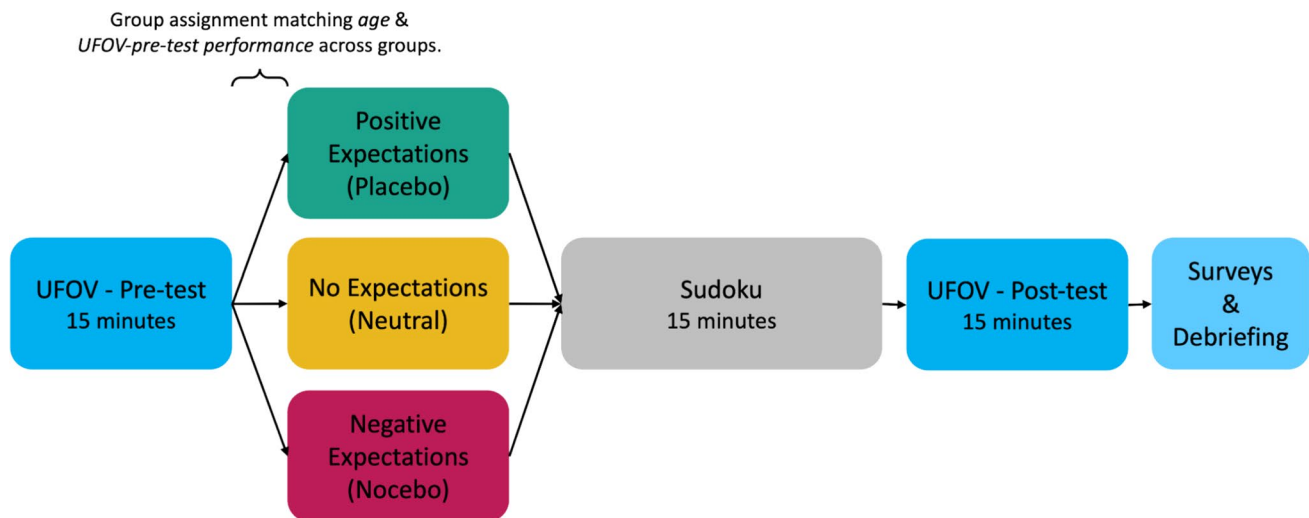 Group assignment matching age &
UFOV-pre-test performance across groups.
UFOV - Pre-test
15 minutes
Positive
Expectations
(Placebo)
No Expectations
(Neutral)
Negative
Expectations
(Nocebo)
Sudoku
15 minutes
UFOV - Post-test
15 minutes
Surveys
&
Debriefing